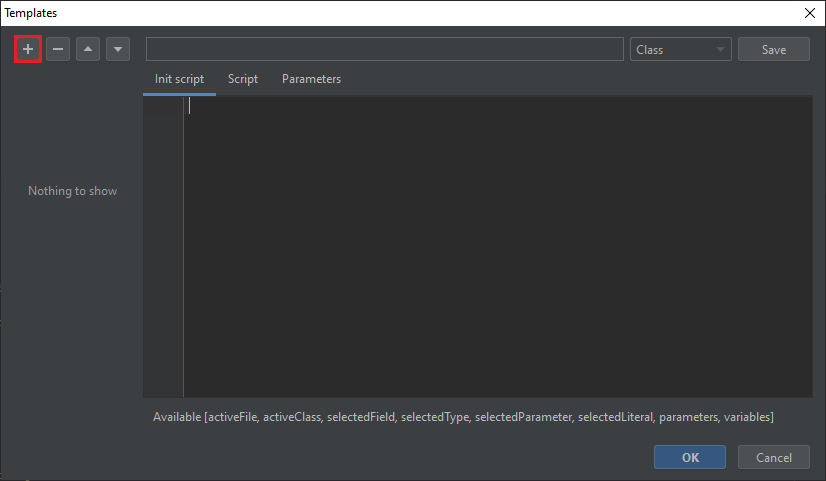 Templates
Class
Save
Init script
Script
Parameters
Nothing to show
Available [activeFile, activeClass, selectedField, selectedType, selectedParameter, selectedLiteral, parameters, variables]
OK
Cancel